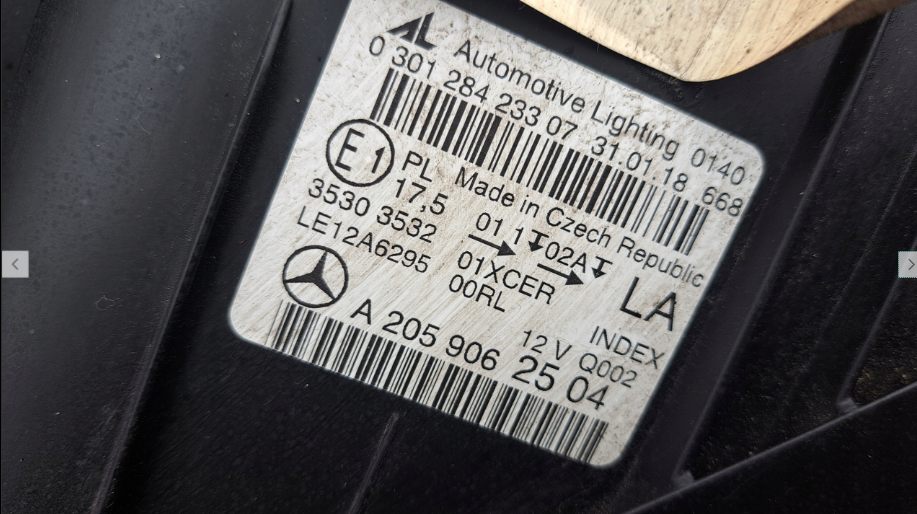 AL Automotive Lighting 0140
0 301 284 233 07 31.01.18 668
E1 PL Made in Czech Republic
17,5 01 1 02A
3530 3532 01XCER LA
LE12A6295 00RL
12 V INDEX
Q002
A 205 906 25 04